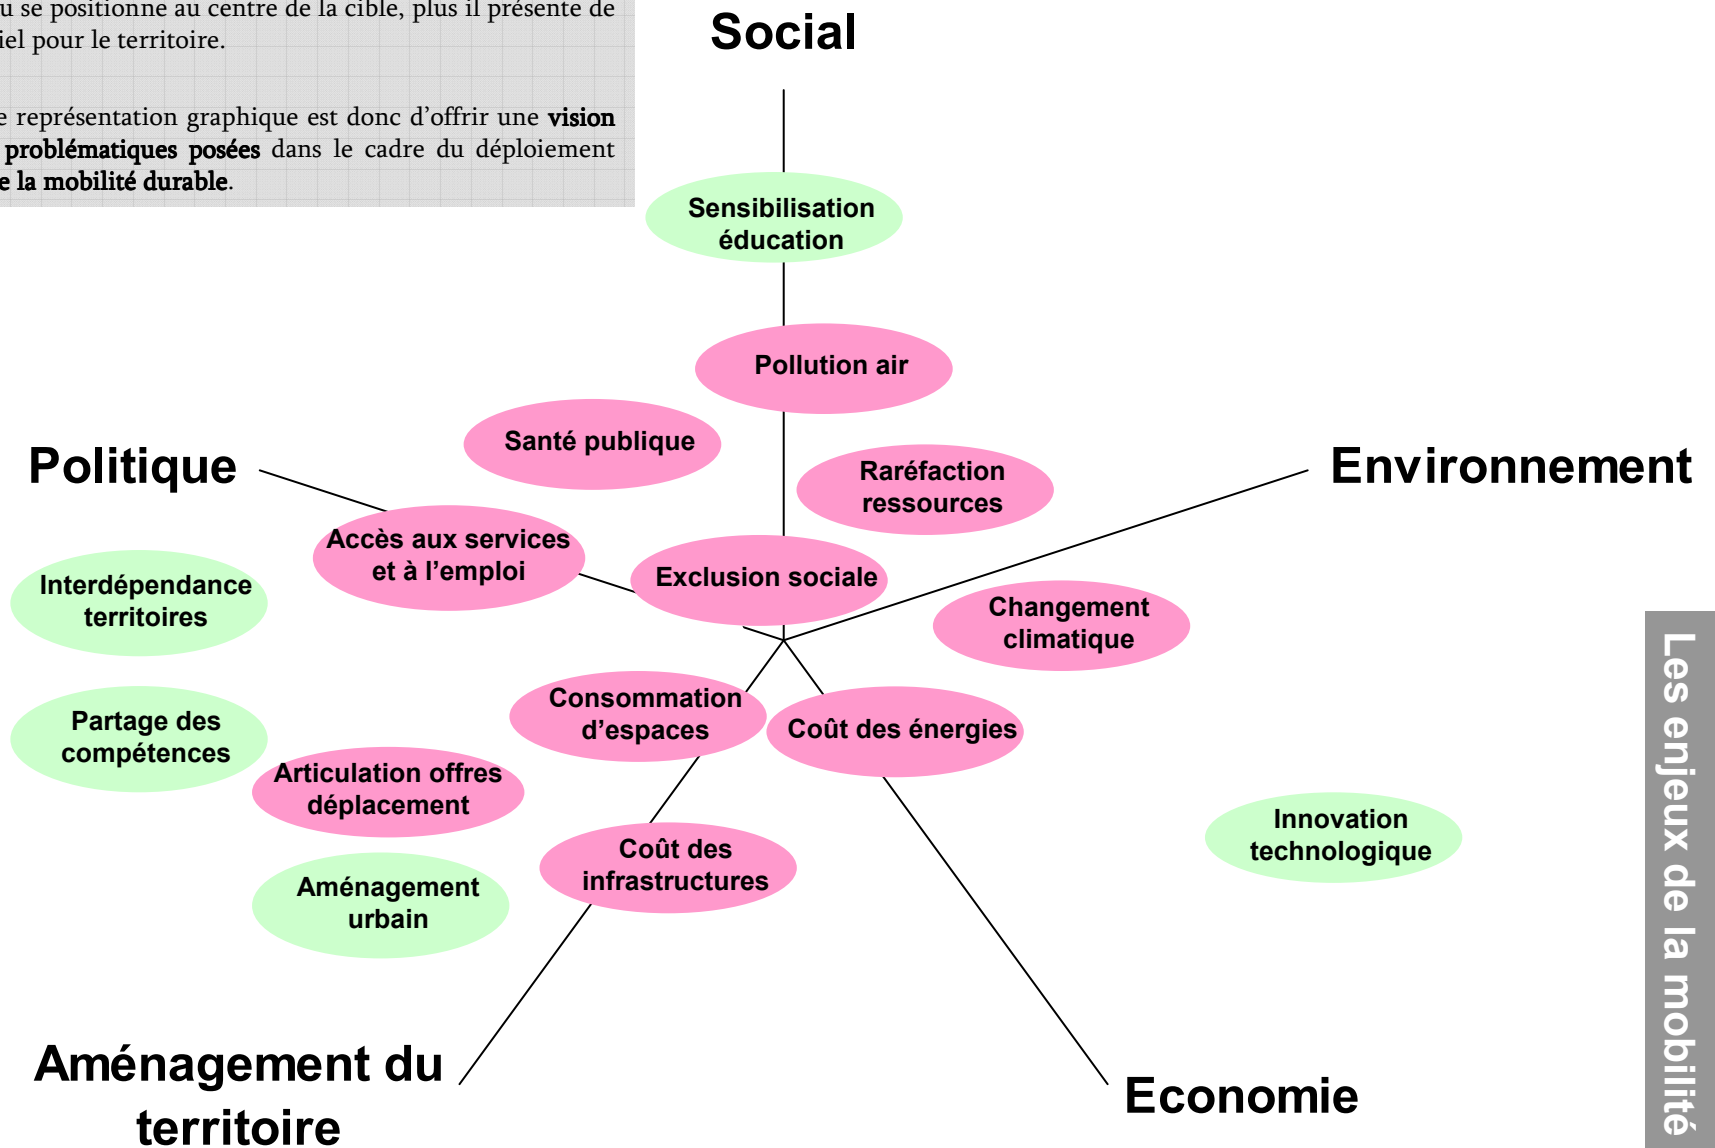 se positionne au centre de la cible, plus il présente de
pour le territoire.
représentation graphique est donc d’offrir une vision
problématiques posées dans le cadre du déploiement
la mobilité durable.
Social
Sensibilisation
éducation
Pollution air
Santé publique
Raréfaction
ressources
Politique
Environnement
Accès aux services
et à l’emploi
Exclusion sociale
Interdépendance
territoires
Changement
climatique
Consommation
d’espaces
Coût des énergies
Partage des
compétences
Articulation offres
déplacement
Innovation
technologique
Coût des
infrastructures
Aménagement
urbain
Aménagement du
territoire
Economie
Les enjeux de la mobilité